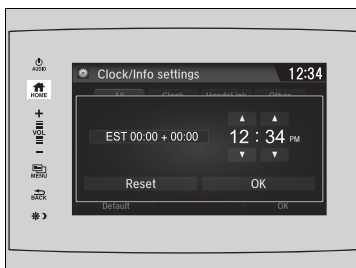 AUDIO
HOME
+
VOL
−
MENU
BACK
Clock/Info settings
12:34
All Clock HondaLink Other
EST 00:00 + 00:00
12 : 34 PM
Reset
OK
Default
OK